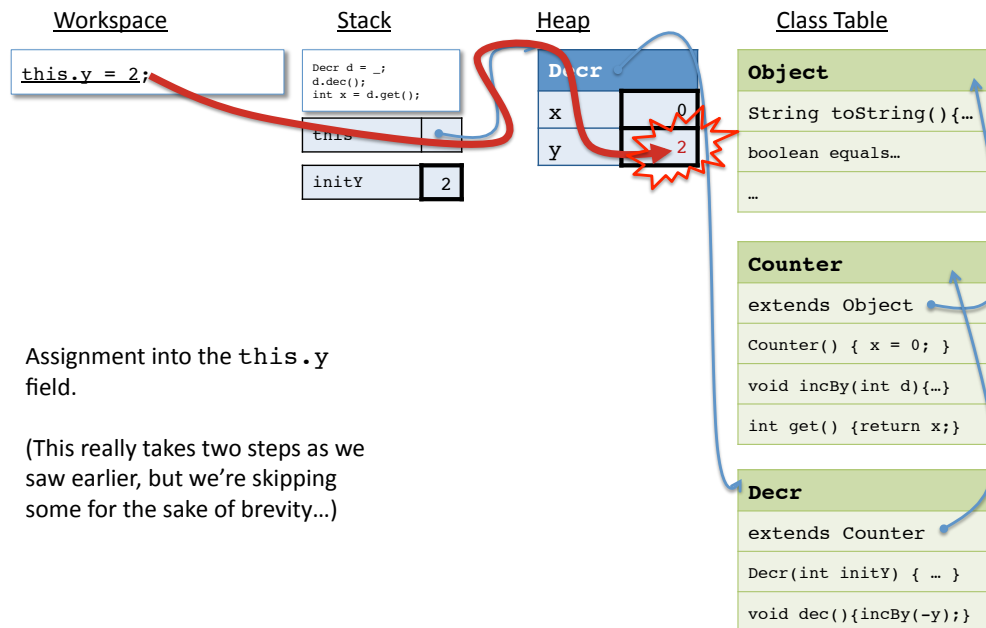 Workspace
Stack
Heap
Class Table
this.y = 2;
Decr d = _;
d.dec();
int x = d.get();
this
initY 2
Decr
x 0
y 2
Object
String toString(){…
boolean equals…
…
Counter
extends Object
Counter() { x = 0; }
void incBy(int d){…}
int get() {return x;}
Decr
extends Counter
Decr(int initY) { … }
void dec(){incBy(-y);}
Assignment into the this.y
field.
(This really takes two steps as we
saw earlier, but we're skipping
some for the sake of brevity…)